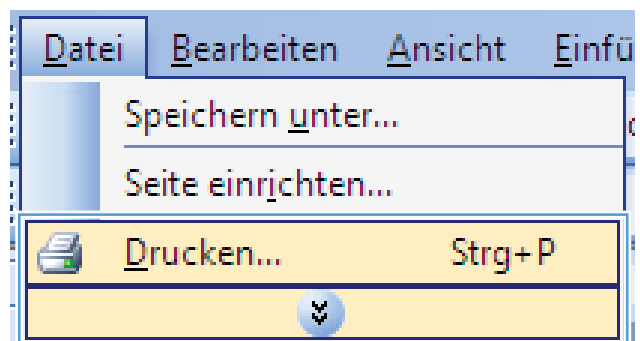 Datei Bearbeiten Ansicht Einfü
Speichern unter...
Seite einrichten...
Drucken... Strg+P